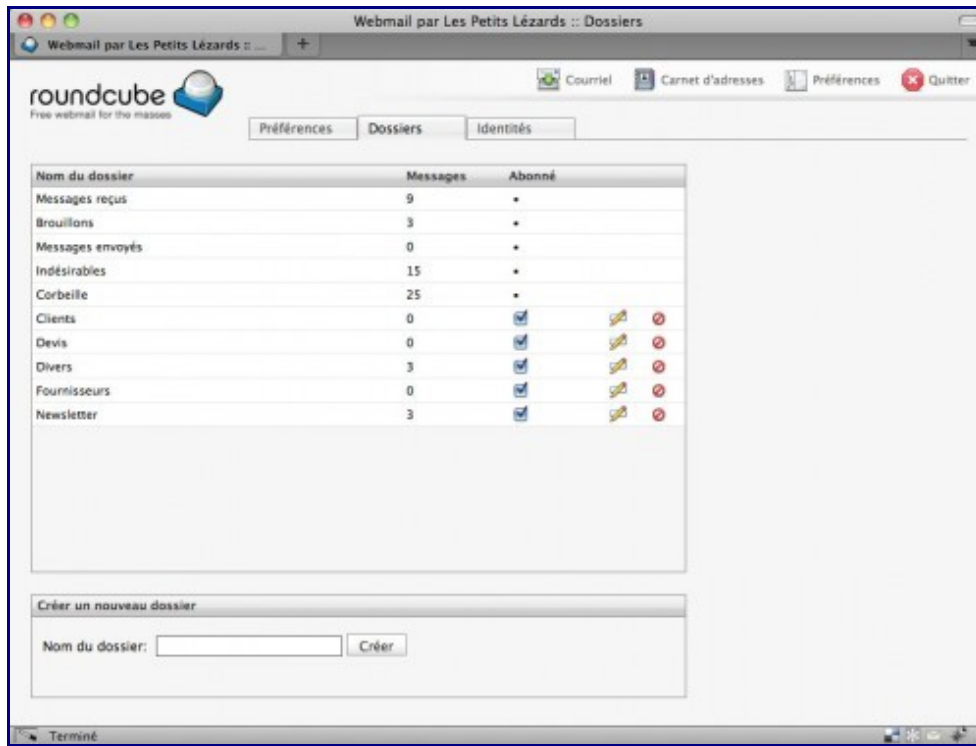 Webmail par Les Petits Lézards :: Dossiers
Webmail par Les Petits Lézards :: ...
+
roundcube
Free webmail for the masses
Courriel Carnet d'adresses Préférences Quitter
Préférences Dossiers Identités
Nom du dossier Messages Abonné
Messages reçus 9
Brouillons 3
Messages envoyés 0
Indésirables 15
Corbeille 25
Clients 0
Devis 0
Divers 3
Fournisseurs 0
Newsletter 3
Créer un nouveau dossier
Nom du dossier: Créer
Terminé